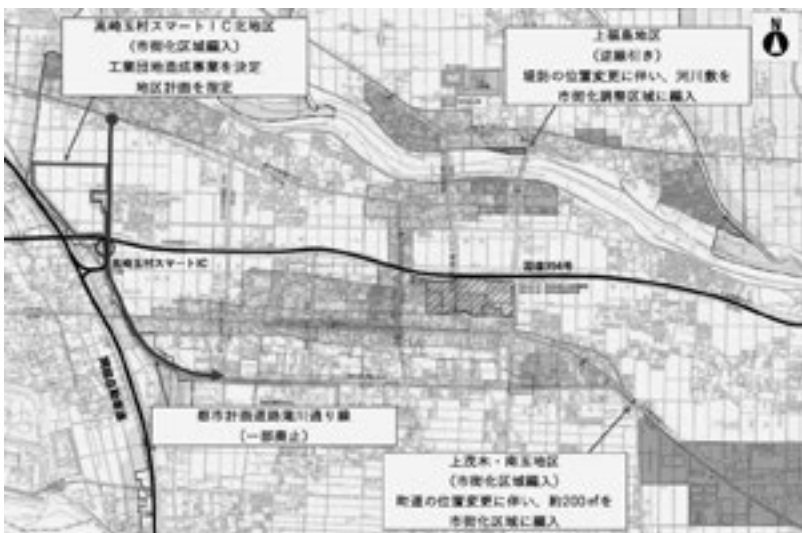 高崎玉村スマートIC北地区
(市街化区域編入)
工業団地造成事業を決定
地区計画を指定
上福島地区
(逆線引き)
堤防の位置変更に伴い、河川敷を
市街化調整区域に編入
N
高崎玉村スマートIC
国道354号
関越自動車道
都市計画道路滝川通り線
(一部廃止)
上茂木・南玉地区
(市街化区域編入)
町道の位置変更に伴い、約200㎡を
市街化区域に編入